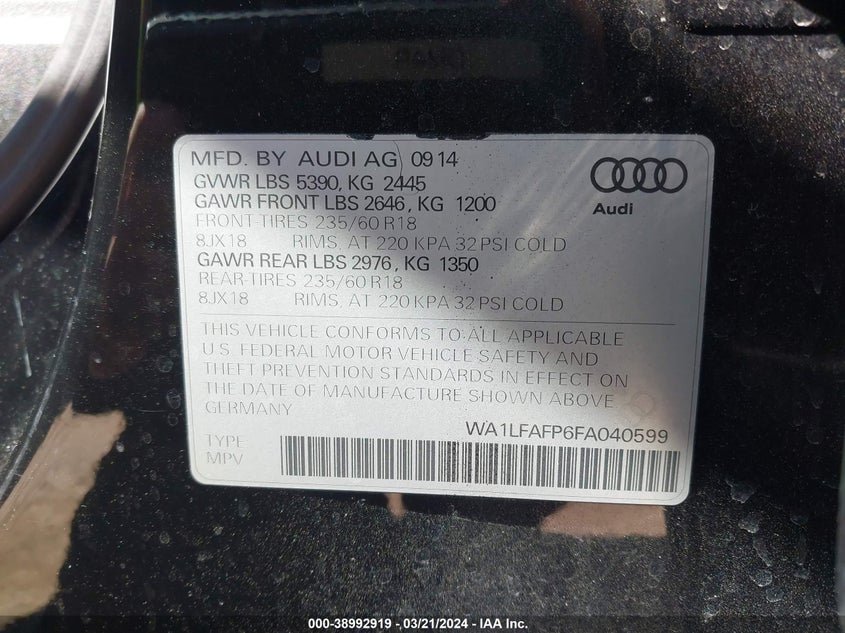 MFD. BY AUDI AG 09 14
GVWR LBS 5390, KG 2445
GAWR FRONT LBS 2646, KG 1200
FRONT-TIRES 235/60 R18
8JX18 RIMS, AT 220 KPA 32 PSI COLD
GAWR REAR LBS 2976, KG 1350
REAR-TIRES 235/60 R18
8JX18 RIMS, AT 220 KPA 32 PSI COLD
Audi
THIS VEHICLE CONFORMS TO ALL APPLICABLE
U.S. FEDERAL MOTOR VEHICLE SAFETY AND
THEFT PREVENTION STANDARDS IN EFFECT ON
THE DATE OF MANUFACTURE SHOWN ABOVE
GERMANY
WA1LFAFP6FA040599
TYPE
MPV
000-38992919 / 03/21/2024 - IAA Inc.